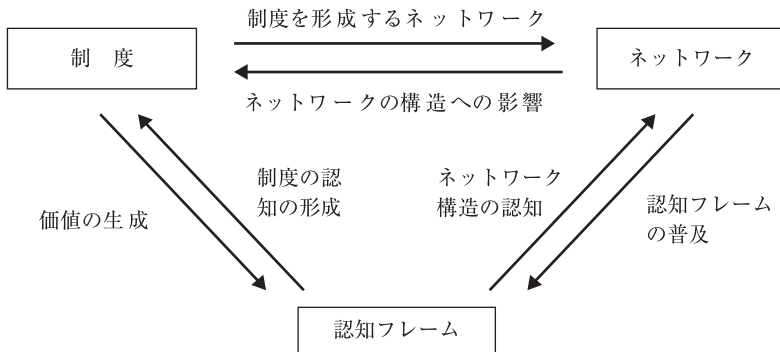 制度を形成するネットワーク
制　度
ネットワーク
ネットワークの構造への影響
制度の認
知の形成
ネットワーク
構造の認知
価値の生成
認知フレーム
の普及
認知フレーム